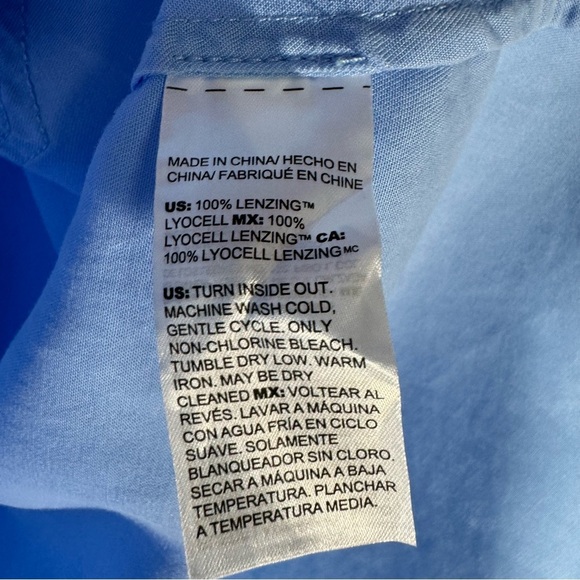 MADE IN CHINA/ HECHO EN
CHINA/ FABRIQUÉ EN CHINE
US: 100% LENZING™
LYOCELL MX: 100%
LYOCELL LENZING™ CA:
100% LYOCELL LENZING MC
US: TURN INSIDE OUT.
MACHINE WASH COLD,
GENTLE CYCLE. ONLY
NON-CHLORINE BLEACH.
TUMBLE DRY LOW. WARM
IRON. MAY BE DRY
CLEANED MX: VOLTEAR AL
REVÉS. LAVAR A MÁQUINA
CON AGUA FRÍA EN CICLO
SUAVE. SOLAMENTE
BLANQUEADOR SIN CLORO.
SECAR A MÁQUINA A BAJA
TEMPERATURA. PLANCHAR
A TEMPERATURA MEDIA.